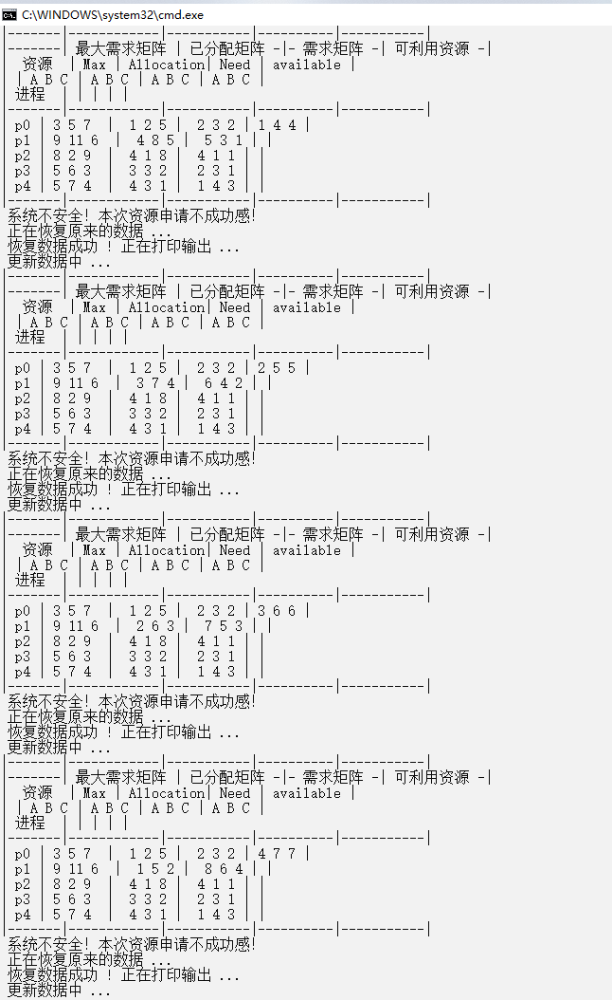 C:\WINDOWS\system32\cmd.exe
|-------|------------|-----------|----------|-----------|
|-------| 最大需求矩阵 | 已分配矩阵 -|- 需求矩阵 -| 可利用资源 -|
资源 | Max | Allocation| Need | available |
| A B C | A B C | A B C | A B C |
进程 | | | | |
|-------|------------|-----------|----------|-----------|
p0 | 3 5 7 | 1 2 5 | 2 3 2 |1 4 4 |
p1 | 9 11 6 | 4 8 5 | 5 3 1 | |
p2 | 8 2 9 | 4 1 8 | 4 1 1 | |
p3 | 5 6 3 | 3 3 2 | 2 3 1 | |
p4 | 5 7 4 | 4 3 1 | 1 4 3 | |
|-------|------------|-----------|----------|-----------|
系统不安全! 本次资源申请不成功感!
正在恢复原来的数据 ...
恢复数据成功 ! 正在打印输出 ...
更新数据中 ...
|-------|------------|-----------|----------|-----------|
|-------| 最大需求矩阵 | 已分配矩阵 -|- 需求矩阵 -| 可利用资源 -|
资源 | Max | Allocation| Need | available |
| A B C | A B C | A B C | A B C |
进程 | | | | |
|-------|------------|-----------|----------|-----------|
p0 | 3 5 7 | 1 2 5 | 2 3 2 |2 5 5 |
p1 | 9 11 6 | 3 7 4 | 6 4 2 | |
p2 | 8 2 9 | 4 1 8 | 4 1 1 | |
p3 | 5 6 3 | 3 3 2 | 2 3 1 | |
p4 | 5 7 4 | 4 3 1 | 1 4 3 | |
|-------|------------|-----------|----------|-----------|
系统不安全! 本次资源申请不成功感!
正在恢复原来的数据 ...
恢复数据成功 ! 正在打印输出 ...
更新数据中 ...
|-------|------------|-----------|----------|-----------|
|-------| 最大需求矩阵 | 已分配矩阵 -|- 需求矩阵 -| 可利用资源 -|
资源 | Max | Allocation| Need | available |
| A B C | A B C | A B C | A B C |
进程 | | | | |
|-------|------------|-----------|----------|-----------|
p0 | 3 5 7 | 1 2 5 | 2 3 2 |3 6 6 |
p1 | 9 11 6 | 2 6 3 | 7 5 3 | |
p2 | 8 2 9 | 4 1 8 | 4 1 1 | |
p3 | 5 6 3 | 3 3 2 | 2 3 1 | |
p4 | 5 7 4 | 4 3 1 | 1 4 3 | |
|-------|------------|-----------|----------|-----------|
系统不安全! 本次资源申请不成功感!
正在恢复原来的数据 ...
恢复数据成功 ! 正在打印输出 ...
更新数据中 ...
|-------|------------|-----------|----------|-----------|
|-------| 最大需求矩阵 | 已分配矩阵 -|- 需求矩阵 -| 可利用资源 -|
资源 | Max | Allocation| Need | available |
| A B C | A B C | A B C | A B C |
进程 | | | | |
|-------|------------|-----------|----------|-----------|
p0 | 3 5 7 | 1 2 5 | 2 3 2 |4 7 7 |
p1 | 9 11 6 | 1 5 2 | 8 6 4 | |
p2 | 8 2 9 | 4 1 8 | 4 1 1 | |
p3 | 5 6 3 | 3 3 2 | 2 3 1 | |
p4 | 5 7 4 | 4 3 1 | 1 4 3 | |
|-------|------------|-----------|----------|-----------|
系统不安全! 本次资源申请不成功感!
正在恢复原来的数据 ...
恢复数据成功 ! 正在打印输出 ...
更新数据中 ...